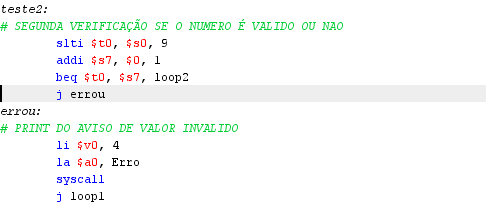 teste2:
# SEGUNDA VERIFICAÇÃO SE O NUMERO É VALIDO OU NAO
slti $t0, $s0, 9
addi $s7, $0, 1
beq $t0, $s7, loop2
j errou
errou:
# PRINT DO AVISO DE VALOR INVALIDO
li $v0, 4
la $a0, Erro
syscall
j loop1